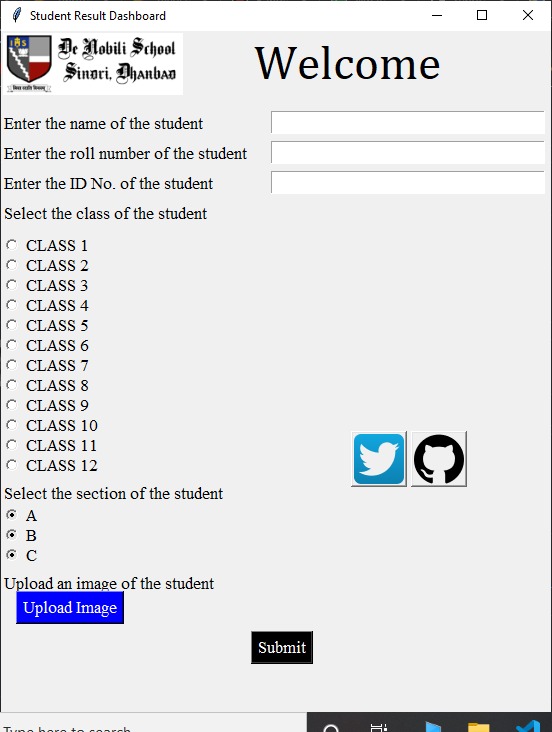 Student Result Dashboard
De Nobili School
Sindri, Dhanbad
Welcome
Enter the name of the student
Enter the roll number of the student
Enter the ID No. of the student
Select the class of the student
CLASS 1
CLASS 2
CLASS 3
CLASS 4
CLASS 5
CLASS 6
CLASS 7
CLASS 8
CLASS 9
CLASS 10
CLASS 11
CLASS 12
Select the section of the student
A
B
C
Upload an image of the student
Upload Image
Submit
Type here to search